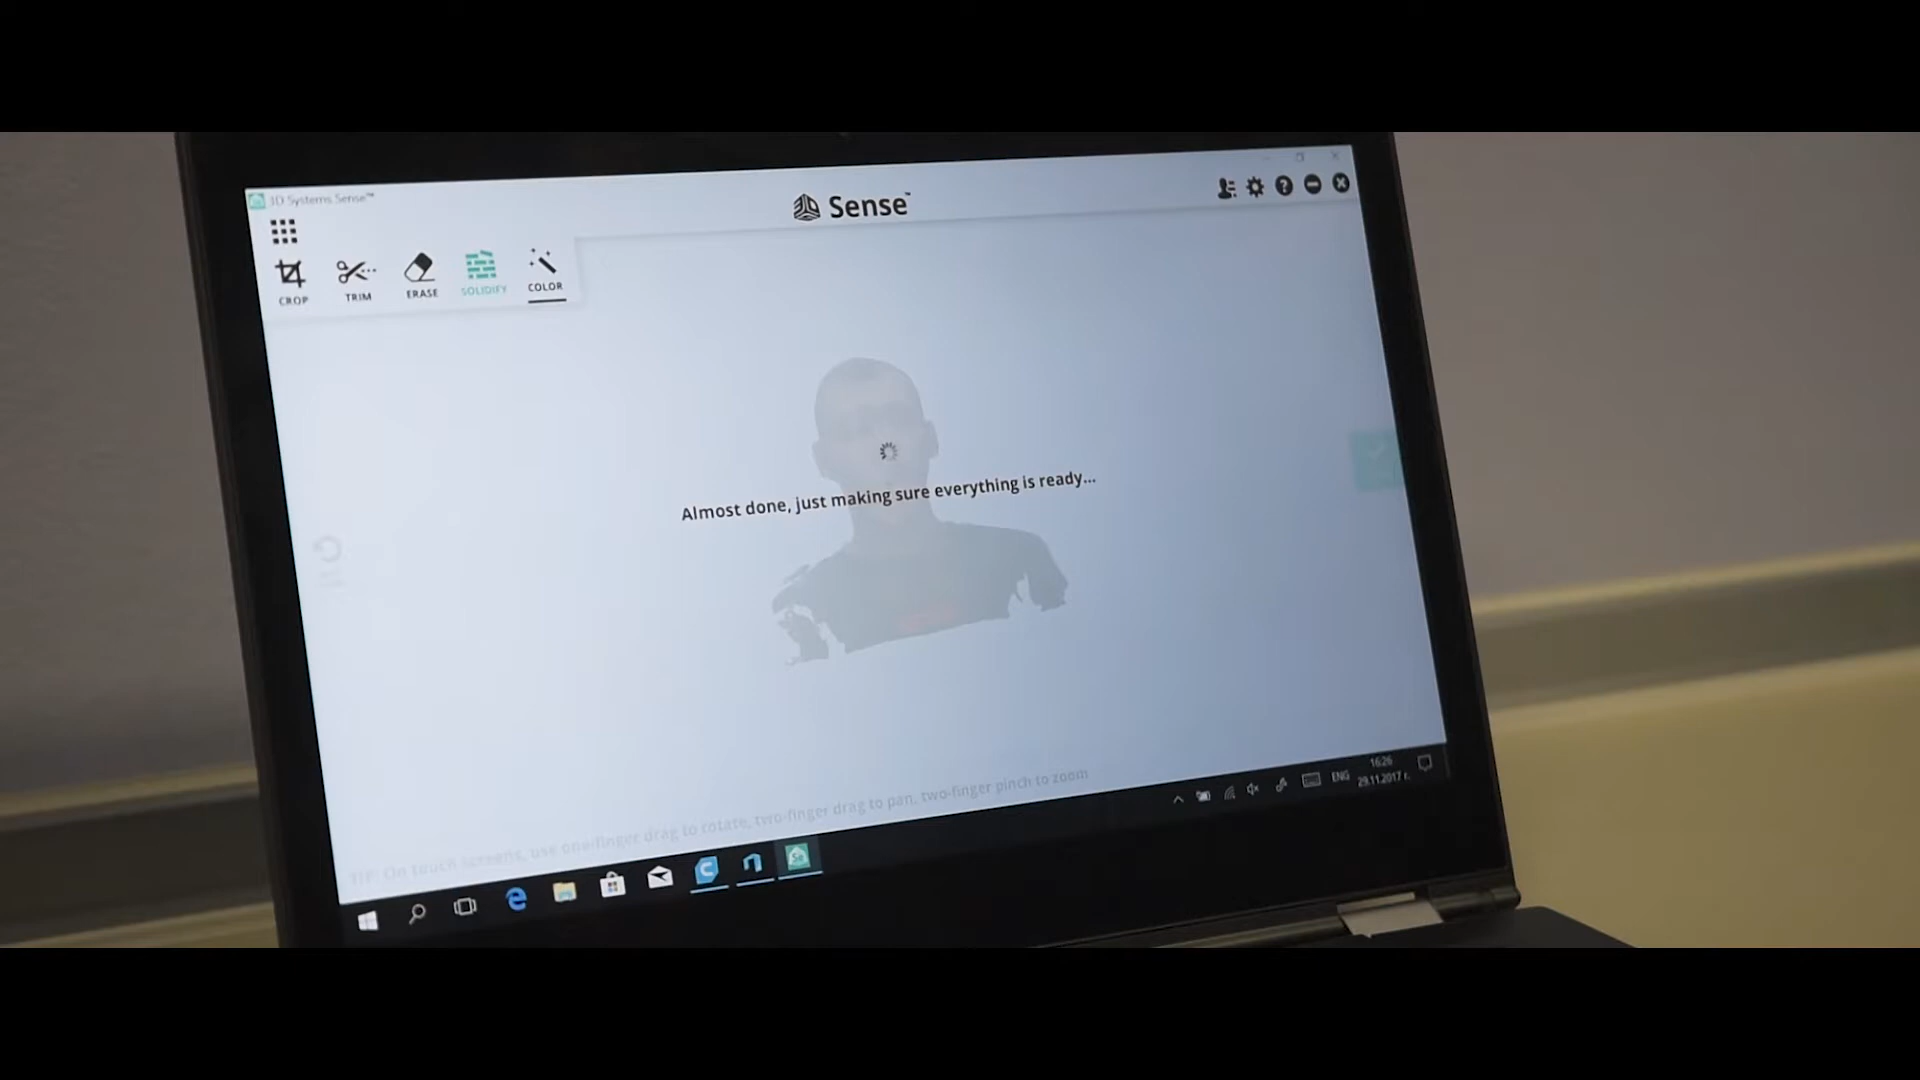 3D Systems Sense™
Sense™
CROP
TRIM
ERASE
SOLIDIFY
COLOR
Almost done, just making sure everything is ready...
TIP: On touch screens, use one-finger drag to rotate, two-finger drag to pan, two-finger pinch to zoom
ENG
16:26
29.11.2017 г.